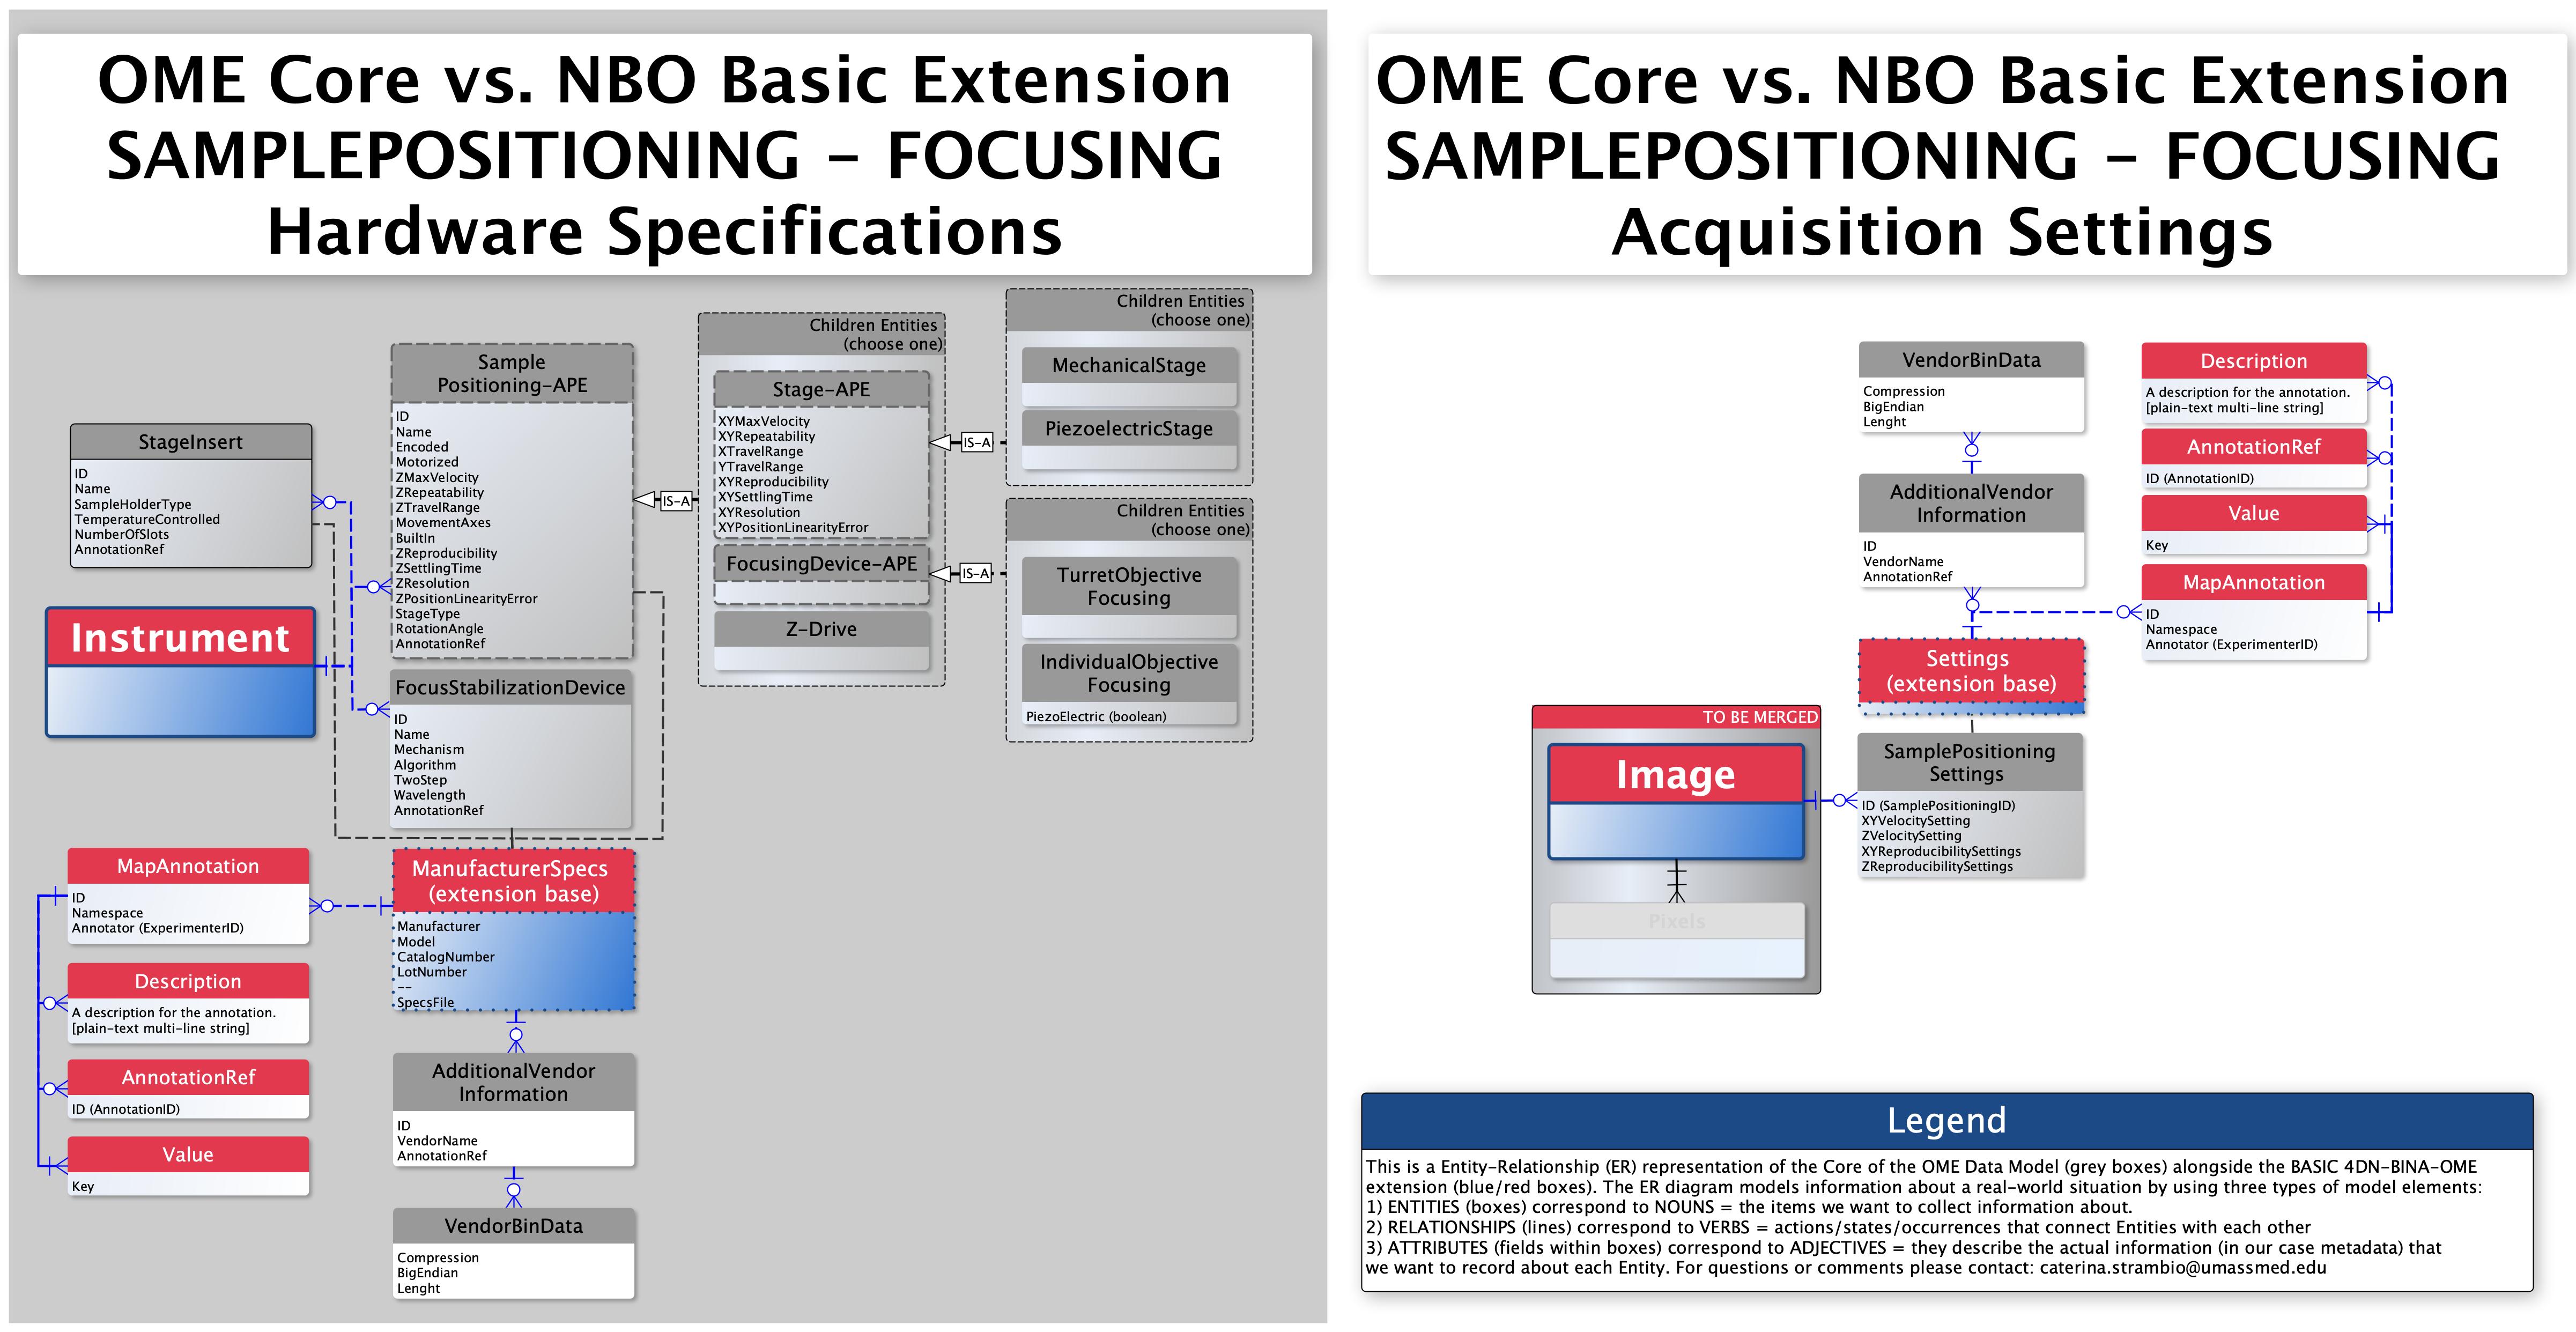 OME Core vs. NBO Basic Extension
SAMPLEPOSITIONING - FOCUSING
Hardware Specifications
Children Entities
(choose one)
MechanicalStage
PiezoelectricStage
Children Entities
(choose one)
Stage-APE
XYMaxVelocity
XYRepeatability
XTravelRange
YTravelRange
XYReproducibility
XYSettlingTime
XYResolution
XYPositionLinearityError
FocusingDevice-APE
Z-Drive
IS-A
IS-A
IS-A
Children Entities
(choose one)
TurretObjective
Focusing
IndividualObjective
Focusing
PiezoElectric (boolean)
Sample
Positioning-APE
ID
Name
Encoded
Motorized
ZMaxVelocity
ZRepeatability
ZTravelRange
MovementAxes
BuiltIn
ZReproducibility
ZSettlingTime
ZResolution
ZPositionLinearityError
StageType
RotationAngle
AnnotationRef
StageInsert
ID
Name
SampleHolderType
TemperatureControlled
NumberOfSlots
AnnotationRef
Instrument
FocusStabilizationDevice
ID
Name
Mechanism
Algorithm
TwoStep
Wavelength
AnnotationRef
MapAnnotation
ID
Namespace
Annotator (ExperimenterID)
Description
A description for the annotation.
[plain-text multi-line string]
AnnotationRef
ID (AnnotationID)
Value
Key
ManufacturerSpecs
(extension base)
Manufacturer
Model
CatalogNumber
LotNumber
--
SpecsFile
AdditionalVendor
Information
ID
VendorName
AnnotationRef
VendorBinData
Compression
BigEndian
Lenght
OME Core vs. NBO Basic Extension
SAMPLEPOSITIONING - FOCUSING
Acquisition Settings
VendorBinData
Compression
BigEndian
Lenght
AdditionalVendor
Information
ID
VendorName
AnnotationRef
Description
A description for the annotation.
[plain-text multi-line string]
AnnotationRef
ID (AnnotationID)
Value
Key
MapAnnotation
ID
Namespace
Annotator (ExperimenterID)
Settings
(extension base)
SamplePositioning
Settings
ID (SamplePositioningID)
XYVelocitySetting
ZVelocitySetting
XYReproducibilitySettings
ZReproducibilitySettings
TO BE MERGED
Image
Pixels
Legend
This is a Entity-Relationship (ER) representation of the Core of the OME Data Model (grey boxes) alongside the BASIC 4DN-BINA-OME
extension (blue/red boxes). The ER diagram models information about a real-world situation by using three types of model elements:
1) ENTITIES (boxes) correspond to NOUNS = the items we want to collect information about.
2) RELATIONSHIPS (lines) correspond to VERBS = actions/states/occurrences that connect Entities with each other
3) ATTRIBUTES (fields within boxes) correspond to ADJECTIVES = they describe the actual information (in our case metadata) that
we want to record about each Entity. For questions or comments please contact: caterina.strambio@umassmed.edu